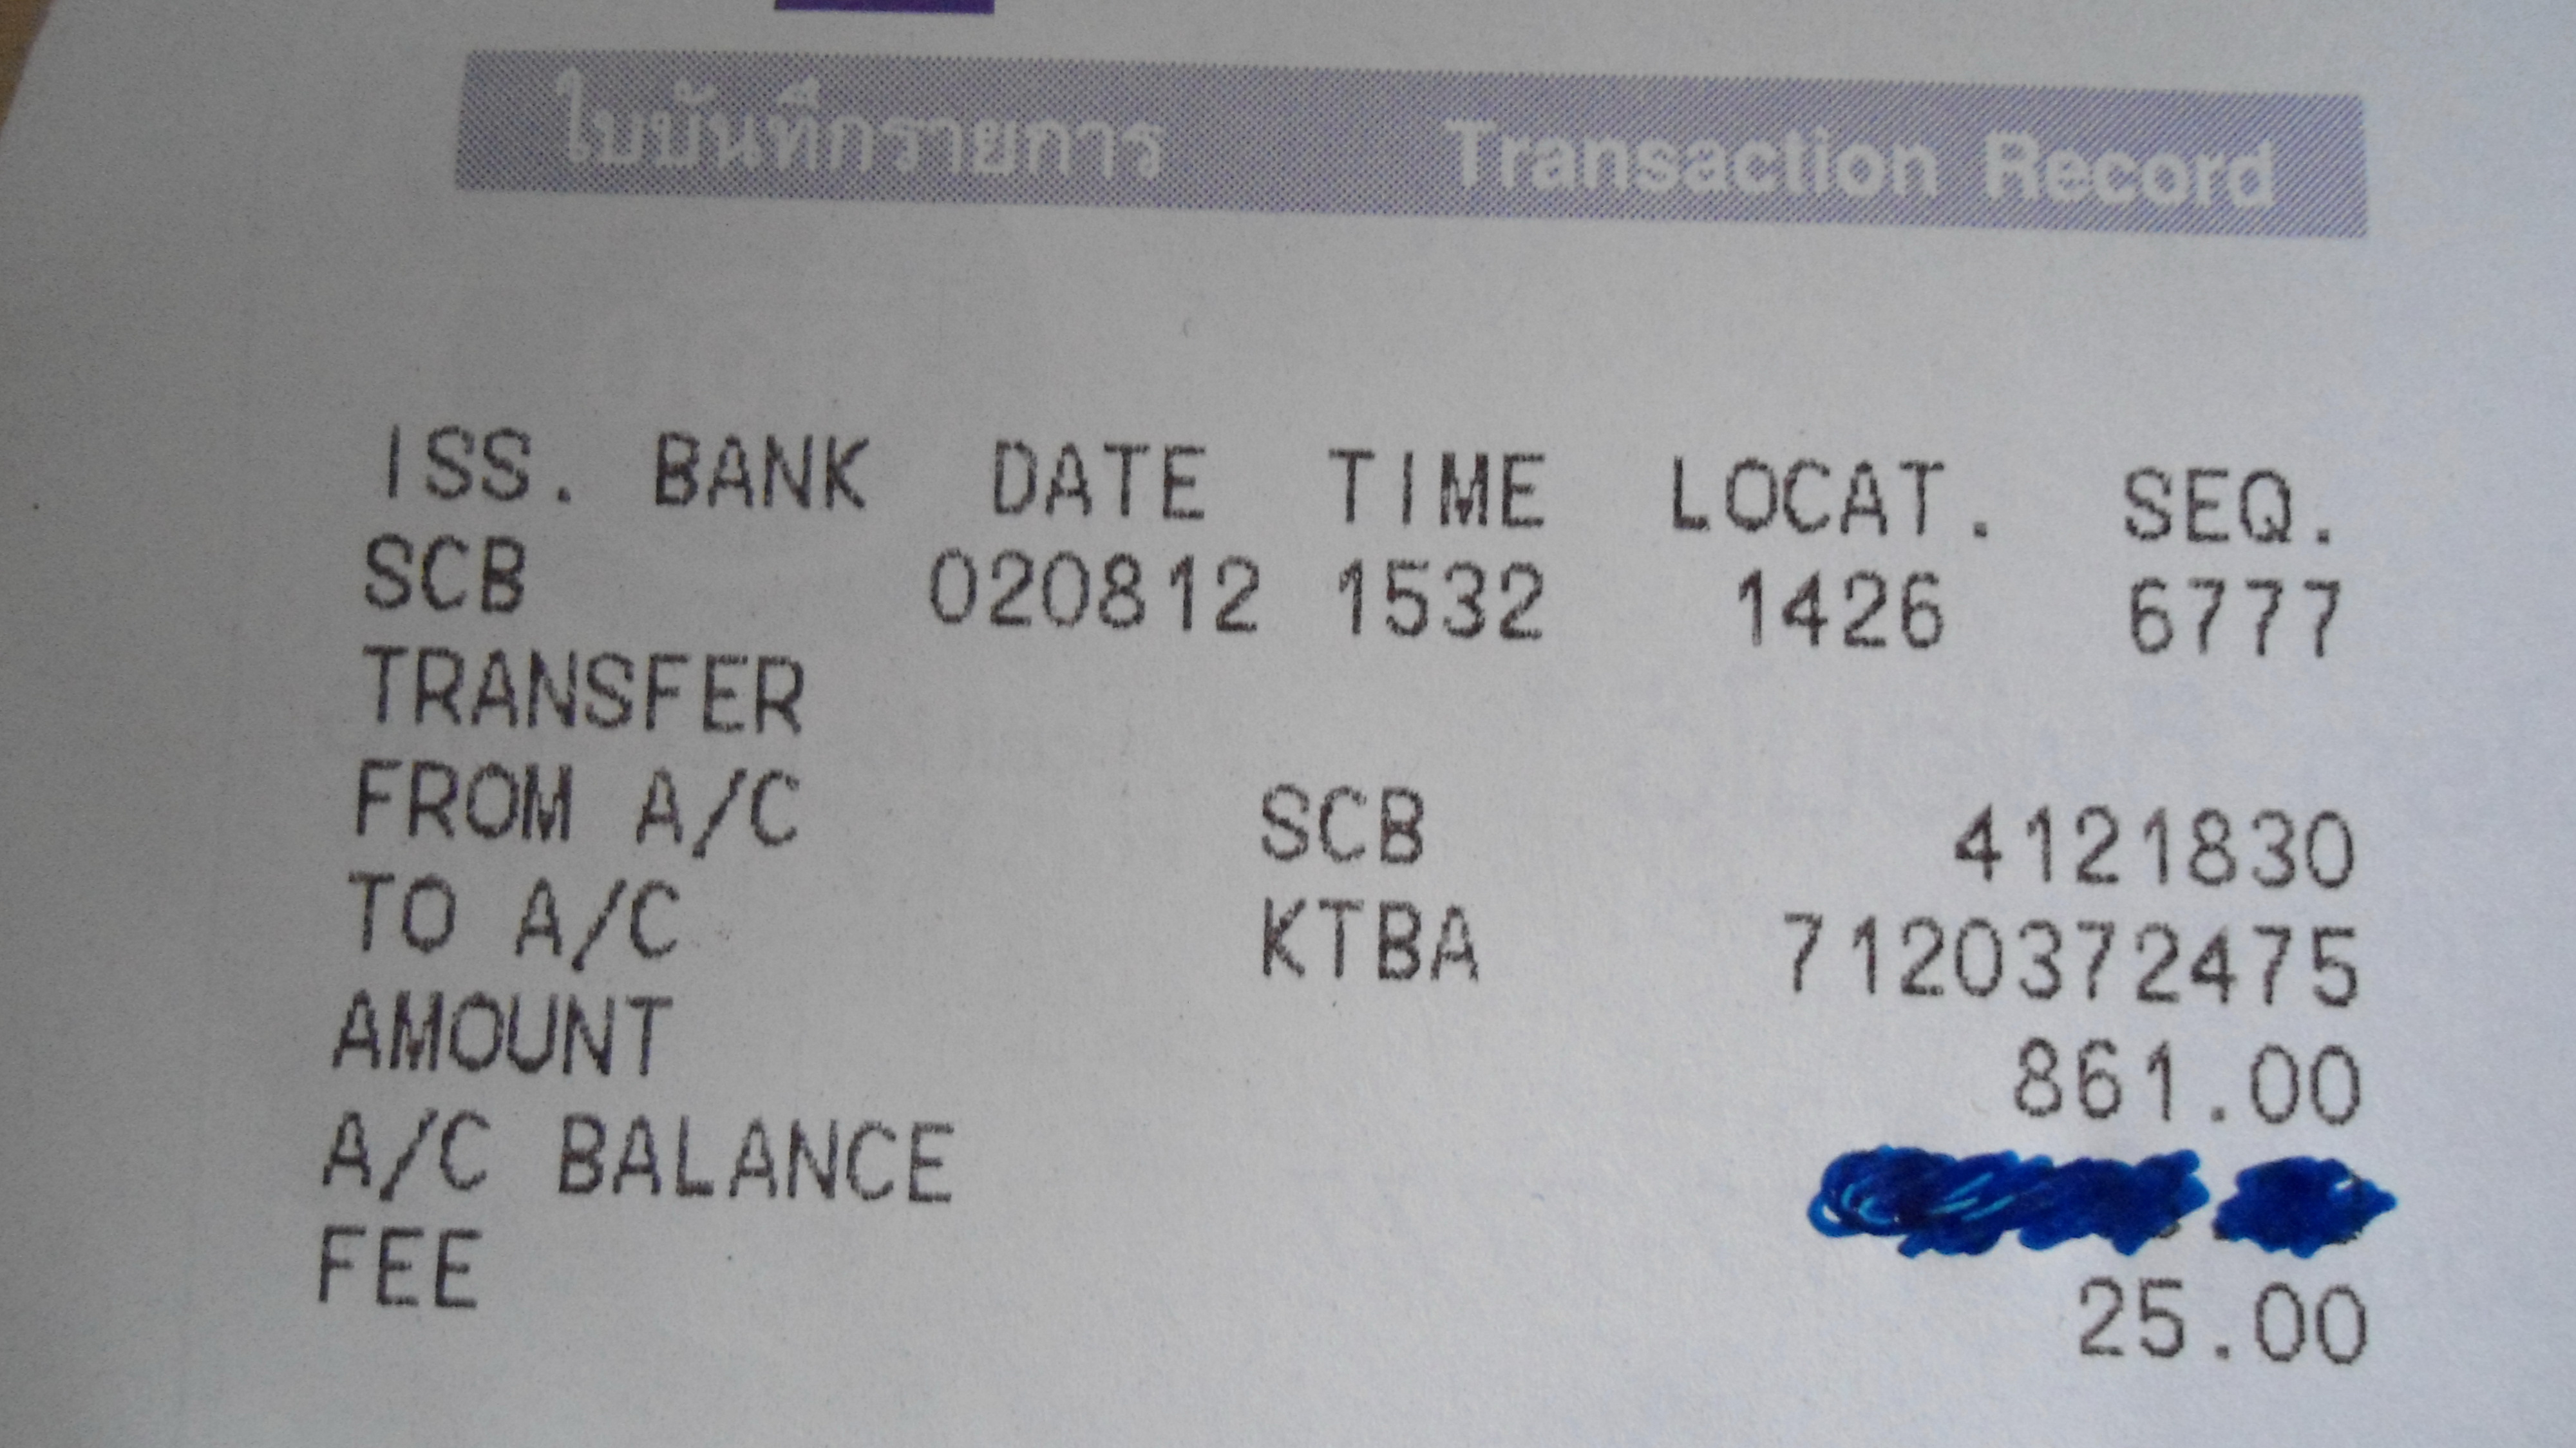 ใบบันทึกรายการ Transaction Record
ISS. BANK DATE TIME LOCAT. SEQ.
SCB 020812 1532 1426 6777
TRANSFER
FROM A/C SCB 4121830
TO A/C KTBA 7120372475
AMOUNT 861.00
A/C BALANCE
FEE 25.00